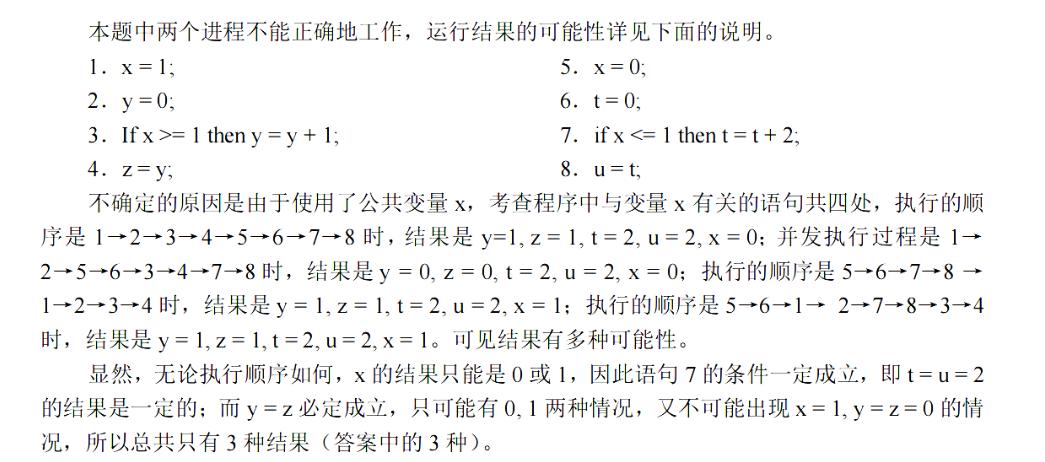 本题中两个进程不能正确地工作，运行结果的可能性详见下面的说明。
1．x = 1; 5．x = 0;
2．y = 0; 6．t = 0;
3．If x >= 1 then y = y + 1; 7．if x <= 1 then t = t + 2;
4．z = y; 8．u = t;
不确定的原因是由于使用了公共变量 x，考查程序中与变量 x 有关的语句共四处，执行的顺
序是 1→2→3→4→5→6→7→8 时，结果是 y=1, z = 1, t = 2, u = 2, x = 0；并发执行过程是 1→
2→5→6→3→4→7→8 时，结果是 y = 0, z = 0, t = 2, u = 2, x = 0；执行的顺序是 5→6→7→8 →
1→2→3→4 时，结果是 y = 1, z = 1, t = 2, u = 2, x = 1；执行的顺序是 5→6→1→ 2→7→8→3→4
时，结果是 y = 1, z = 1, t = 2, u = 2, x = 1。可见结果有多种可能性。
显然，无论执行顺序如何，x 的结果只能是 0 或 1，因此语句 7 的条件一定成立，即 t = u = 2
的结果是一定的；而 y = z 必定成立，只可能有 0, 1 两种情况，又不可能出现 x = 1, y = z = 0 的情
况，所以总共只有 3 种结果（答案中的 3 种）。